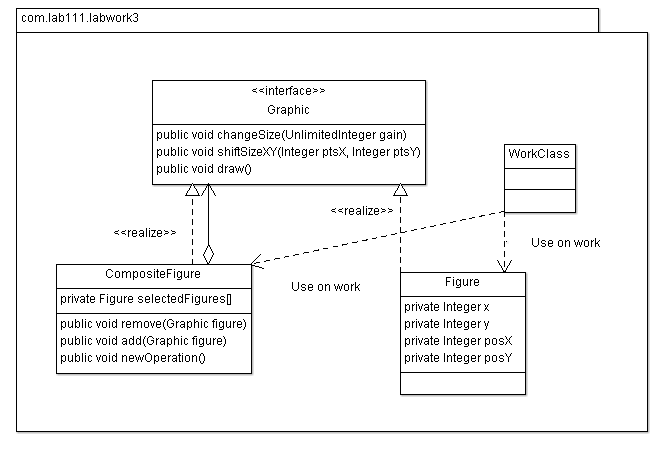 com.lab111.labwork3
<<interface>>
Graphic
public void changeSize(UnlimitedInteger gain)
public void shiftSizeXY(Integer ptsX, Integer ptsY)
public void draw()
WorkClass
<<realize>>
<<realize>>
Use on work
Use on work
CompositeFigure
private Figure selectedFigures[]
public void remove(Graphic figure)
public void add(Graphic figure)
public void newOperation()
Figure
private Integer x
private Integer y
private Integer posX
private Integer posY